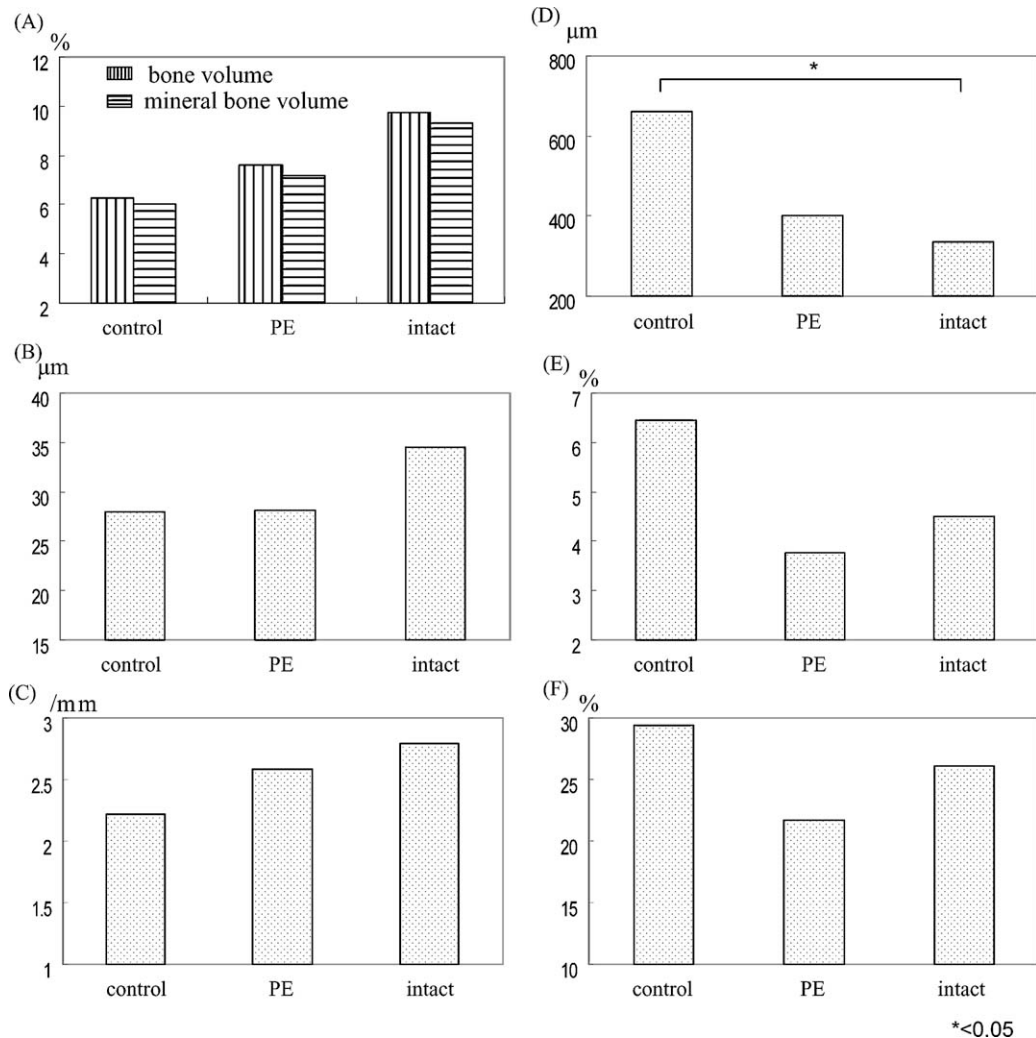 (A)
%
12
10
8
6
4
2
bone volume
mineral bone volume
control PE intact
(B)
μm
40
35
30
25
20
15
control PE intact
(C)
/mm
3
2.5
2
1.5
1
control PE intact
(D)
μm
800
600
400
200
*
control PE intact
(E)
%
7
6
5
4
3
2
control PE intact
(F)
%
30
25
20
15
10
control PE intact
*<0.05